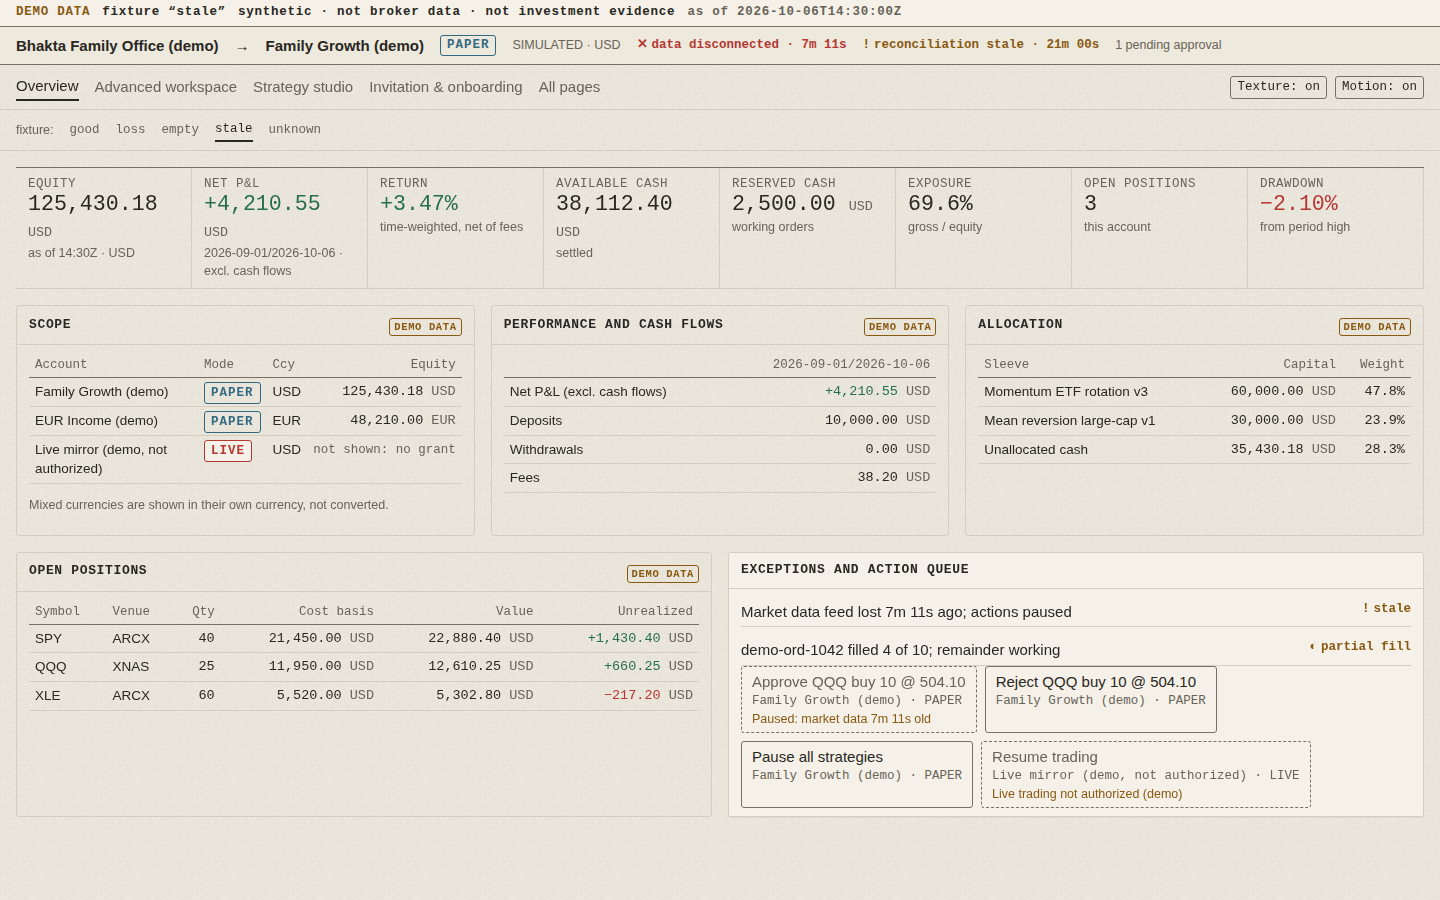 DEMO DATA fixture “stale” synthetic · not broker data · not investment evidence as of 2026-10-06T14:30:00Z
Bhakta Family Office (demo) → Family Growth (demo) PAPER SIMULATED · USD ✕ data disconnected · 7m 11s ! reconciliation stale · 21m 00s 1 pending approval
Overview Advanced workspace Strategy studio Invitation & onboarding All pages Texture: on Motion: on
fixture: good loss empty stale unknown
EQUITY
125,430.18
USD
as of 14:30Z · USD
NET P&L
+4,210.55
USD
2026-09-01/2026-10-06 ·
excl. cash flows
RETURN
+3.47%
time-weighted, net of fees
AVAILABLE CASH
38,112.40
USD
settled
RESERVED CASH
2,500.00 USD
working orders
EXPOSURE
69.6%
gross / equity
OPEN POSITIONS
3
this account
DRAWDOWN
−2.10%
from period high
SCOPE DEMO DATA
Account Mode Ccy Equity
Family Growth (demo) PAPER USD 125,430.18 USD
EUR Income (demo) PAPER EUR 48,210.00 EUR
Live mirror (demo, not LIVE USD not shown: no grant
authorized)
Mixed currencies are shown in their own currency, not converted.
PERFORMANCE AND CASH FLOWS DEMO DATA
2026-09-01/2026-10-06
Net P&L (excl. cash flows) +4,210.55 USD
Deposits 10,000.00 USD
Withdrawals 0.00 USD
Fees 38.20 USD
ALLOCATION DEMO DATA
Sleeve Capital Weight
Momentum ETF rotation v3 60,000.00 USD 47.8%
Mean reversion large-cap v1 30,000.00 USD 23.9%
Unallocated cash 35,430.18 USD 28.3%
OPEN POSITIONS DEMO DATA
Symbol Venue Qty Cost basis Value Unrealized
SPY ARCX 40 21,450.00 USD 22,880.40 USD +1,430.40 USD
QQQ XNAS 25 11,950.00 USD 12,610.25 USD +660.25 USD
XLE ARCX 60 5,520.00 USD 5,302.80 USD −217.20 USD
EXCEPTIONS AND ACTION QUEUE
Market data feed lost 7m 11s ago; actions paused ! stale
demo-ord-1042 filled 4 of 10; remainder working partial fill
Approve QQQ buy 10 @ 504.10
Family Growth (demo) · PAPER
Paused: market data 7m 11s old
Reject QQQ buy 10 @ 504.10
Family Growth (demo) · PAPER
Pause all strategies
Family Growth (demo) · PAPER
Resume trading
Live mirror (demo, not authorized) · LIVE
Live trading not authorized (demo)